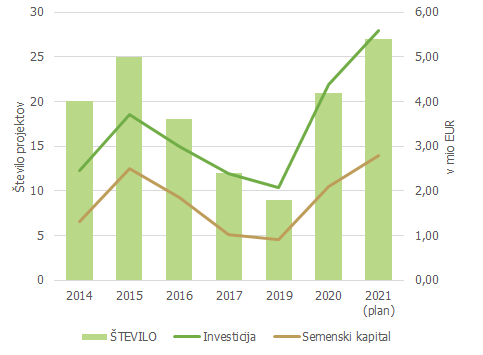 30
25
20
15
10
5
0
Število projektov
6,00
5,00
4,00
3,00
2,00
1,00
0,00
v mio EUR
2014 2015 2016 2017 2019 2020 2021
(plan)
ŠTEVILO Investicija Semenski kapital